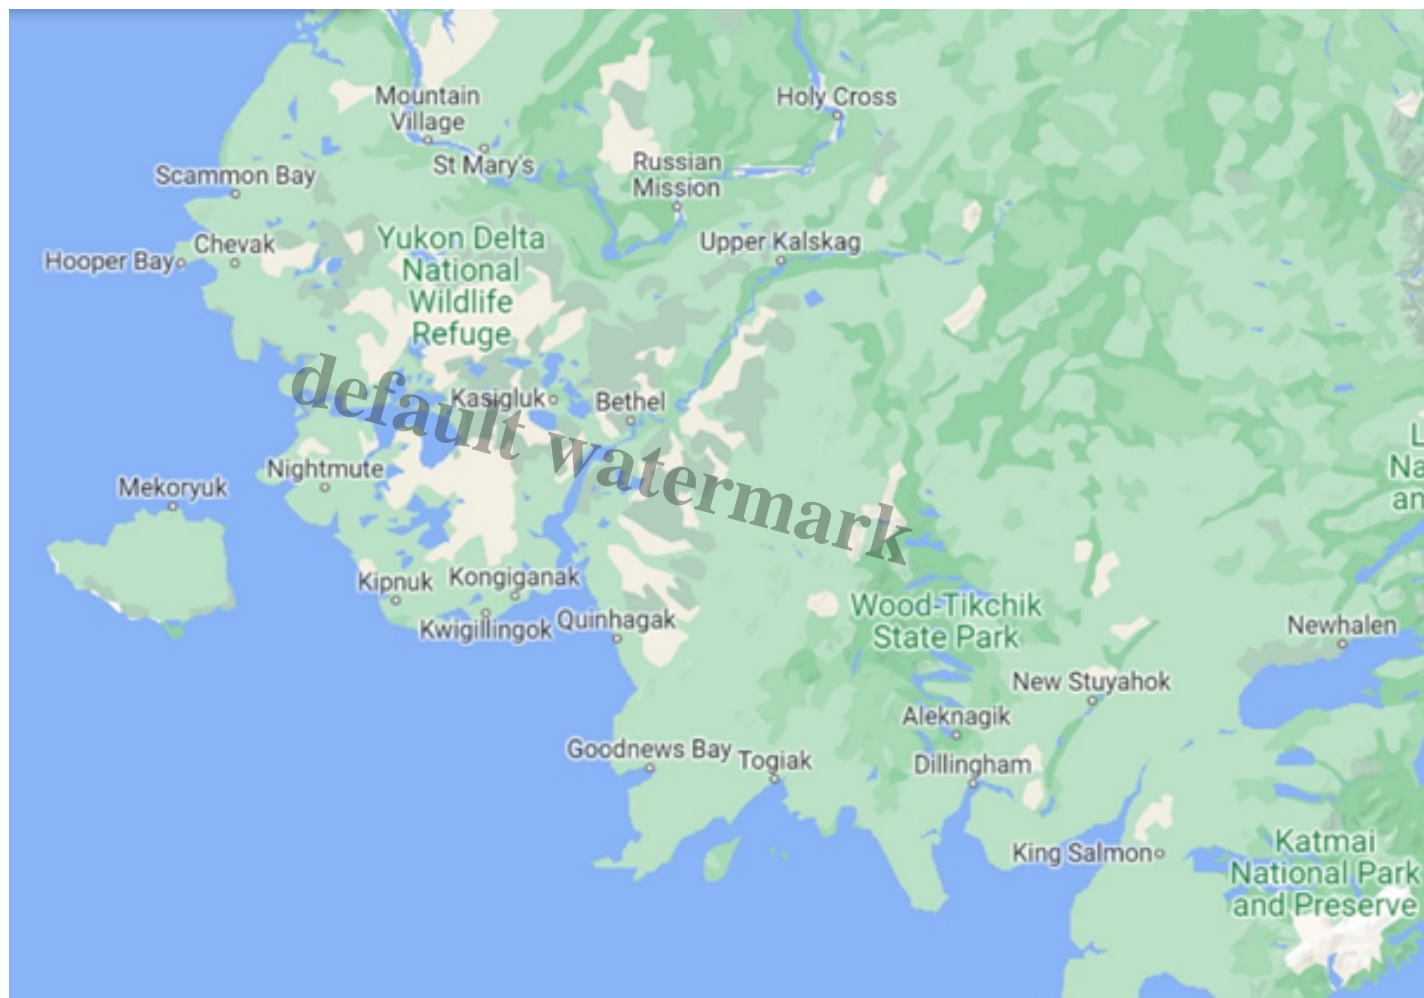 Mountain
Village
Holy Cross
St Mary's
Russian
Mission
Scammon Bay
Chevak
Hooper Bay
Yukon Delta
National
Wildlife
Refuge
Upper Kalskag
default watermark
Kasigluk
Bethel
Nightmute
Mekoryuk
L
Na
an
Kipnuk
Kongiganak
Kwigillingok
Quinhagak
Wood-Tikchik
State Park
Newhalen
New Stuyahok
Aleknagik
Goodnews Bay
Togiak
Dillingham
King Salmon
Katmai
National Park
and Preserve